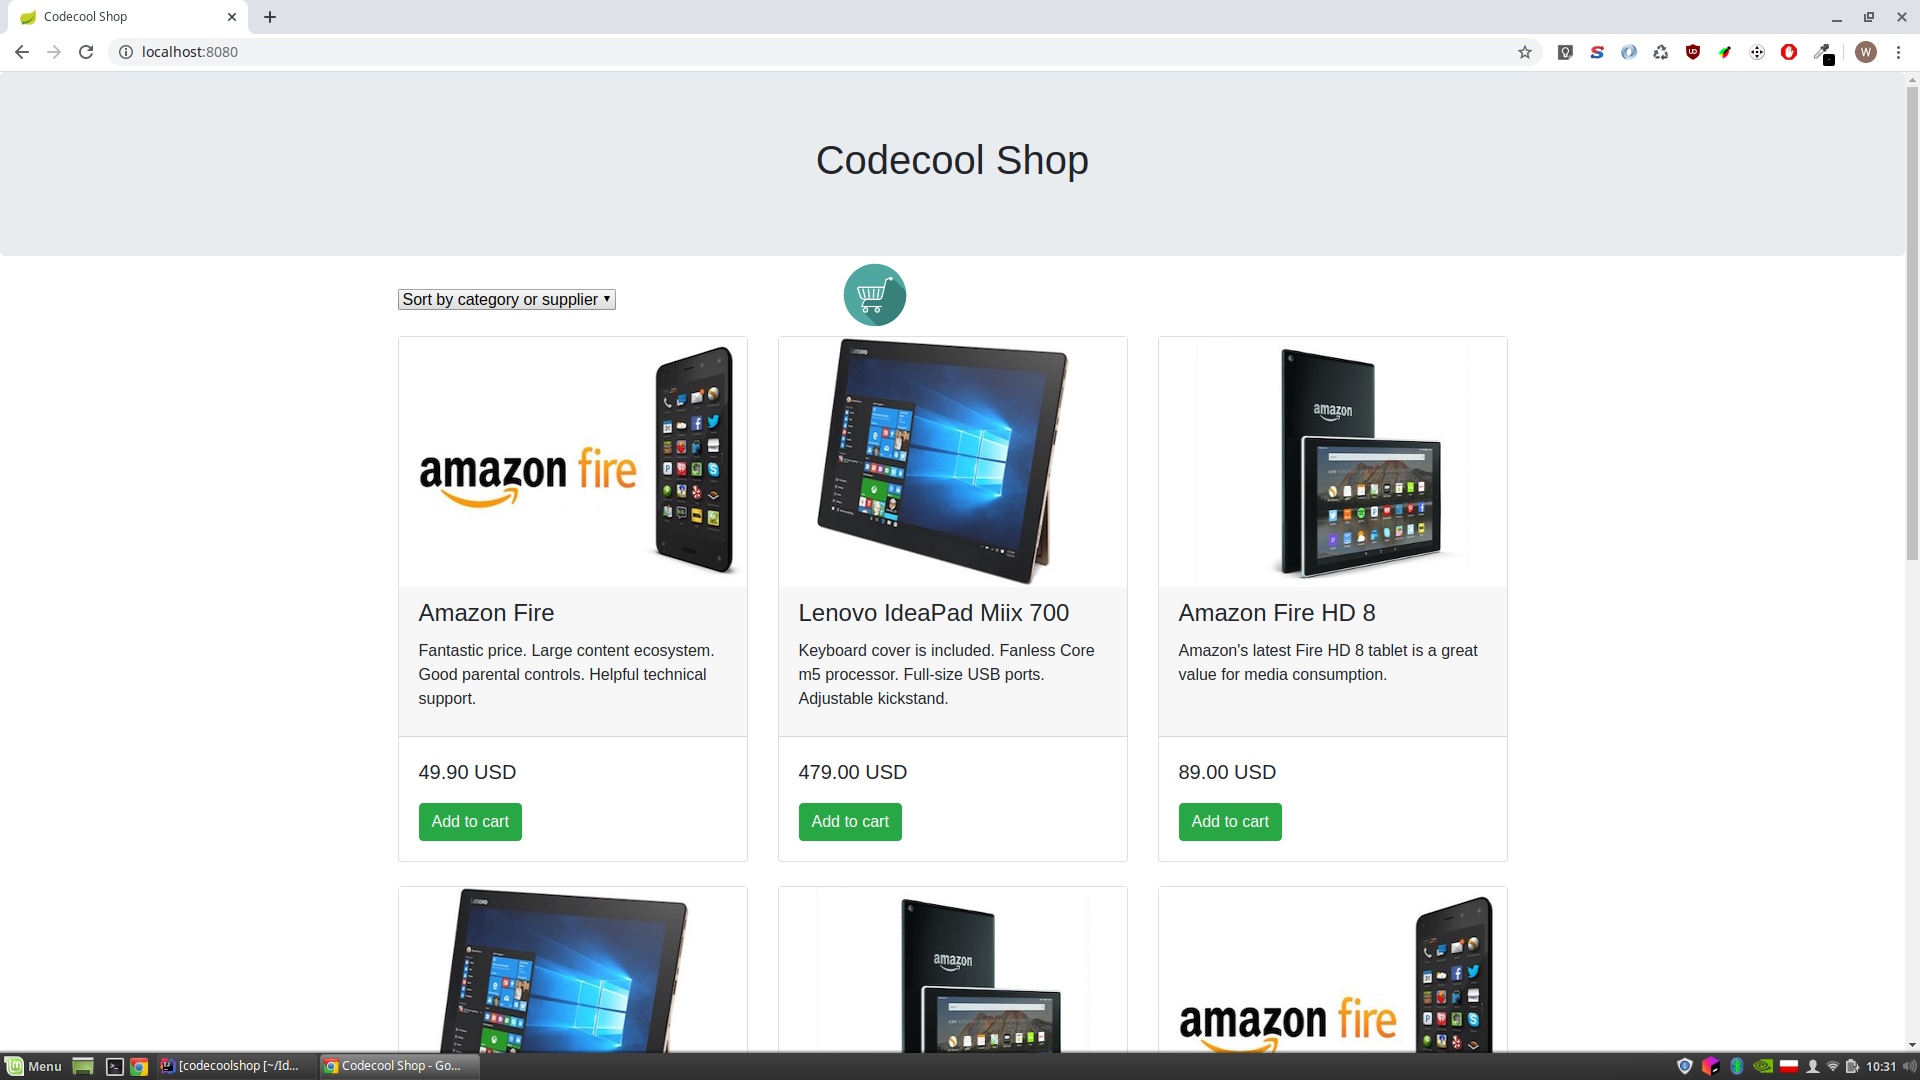 Codecool Shop
localhost:8080
W
Codecool Shop
Sort by category or supplier
amazon fire
Lenovo
amazon
Amazon Fire
Fantastic price. Large content ecosystem.
Good parental controls. Helpful technical
support.
Lenovo IdeaPad Miix 700
Keyboard cover is included. Fanless Core
m5 processor. Full-size USB ports.
Adjustable kickstand.
Amazon Fire HD 8
Amazon's latest Fire HD 8 tablet is a great
value for media consumption.
49.90 USD
479.00 USD
89.00 USD
Add to cart
Add to cart
Add to cart
Lenovo
amazon
amazon fire
Menu
[codecoolshop [~/Id...
Codecool Shop - Go...
10:31